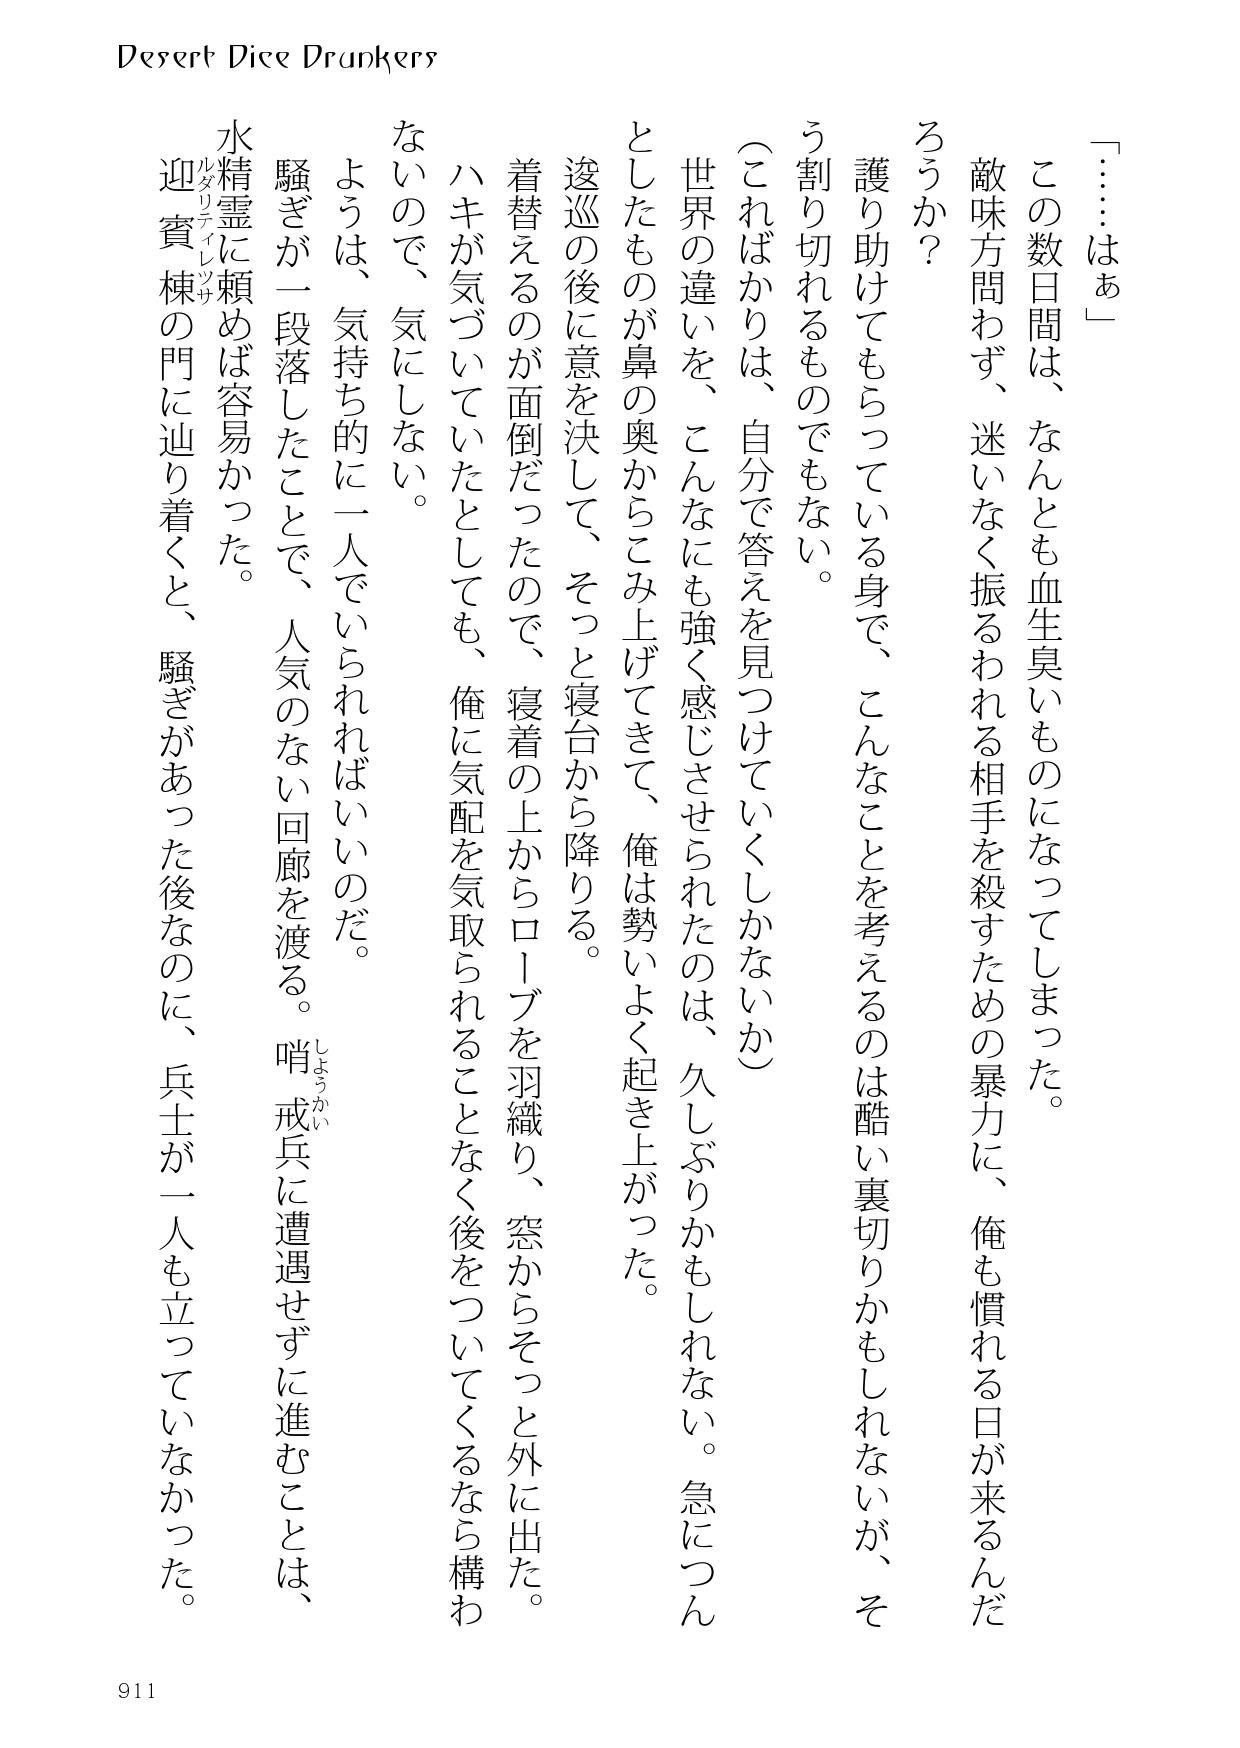 Desert Dice Drunkers
「……はぁ」
この数日間は、なんとも血生臭いものになってしまった。
敵味方問わず、迷いなく振るわれる相手を殺すための暴力に、俺も慣れる日が来るんだ
ろうか？
護り助けてもらっている身で、こんなことを考えるのは酷い裏切りかもしれないが、そ
う割り切れるものでもない。
（こればかりは、自分で答えを見つけていくしかないか）
世界の違いを、こんなにも強く感じさせられたのは、久しぶりかもしれない。急につん
としたものが鼻の奥からこみ上げてきて、俺は勢いよく起き上がった。
逡巡の後に意を決して、そっと寝台から降りる。
着替えるのが面倒だったので、寝着の上からローブを羽織り、窓からそっと外に出た。
ハキが気づいていたとしても、俺に気配を気取られることなく後をついてくるなら構わ
ないので、気にしない。
ようは、気持ち的に一人でいられればいいのだ。
騒ぎが一段落したことで、人気のない回廊を渡る。哨戒兵に遭遇せずに進むことは、
しょうかい
水精霊に頼めば容易かった。
迎賓棟の門に辿り着くと、騒ぎがあった後なのに、兵士が一人も立っていなかった。
ルダリティレッサ
911